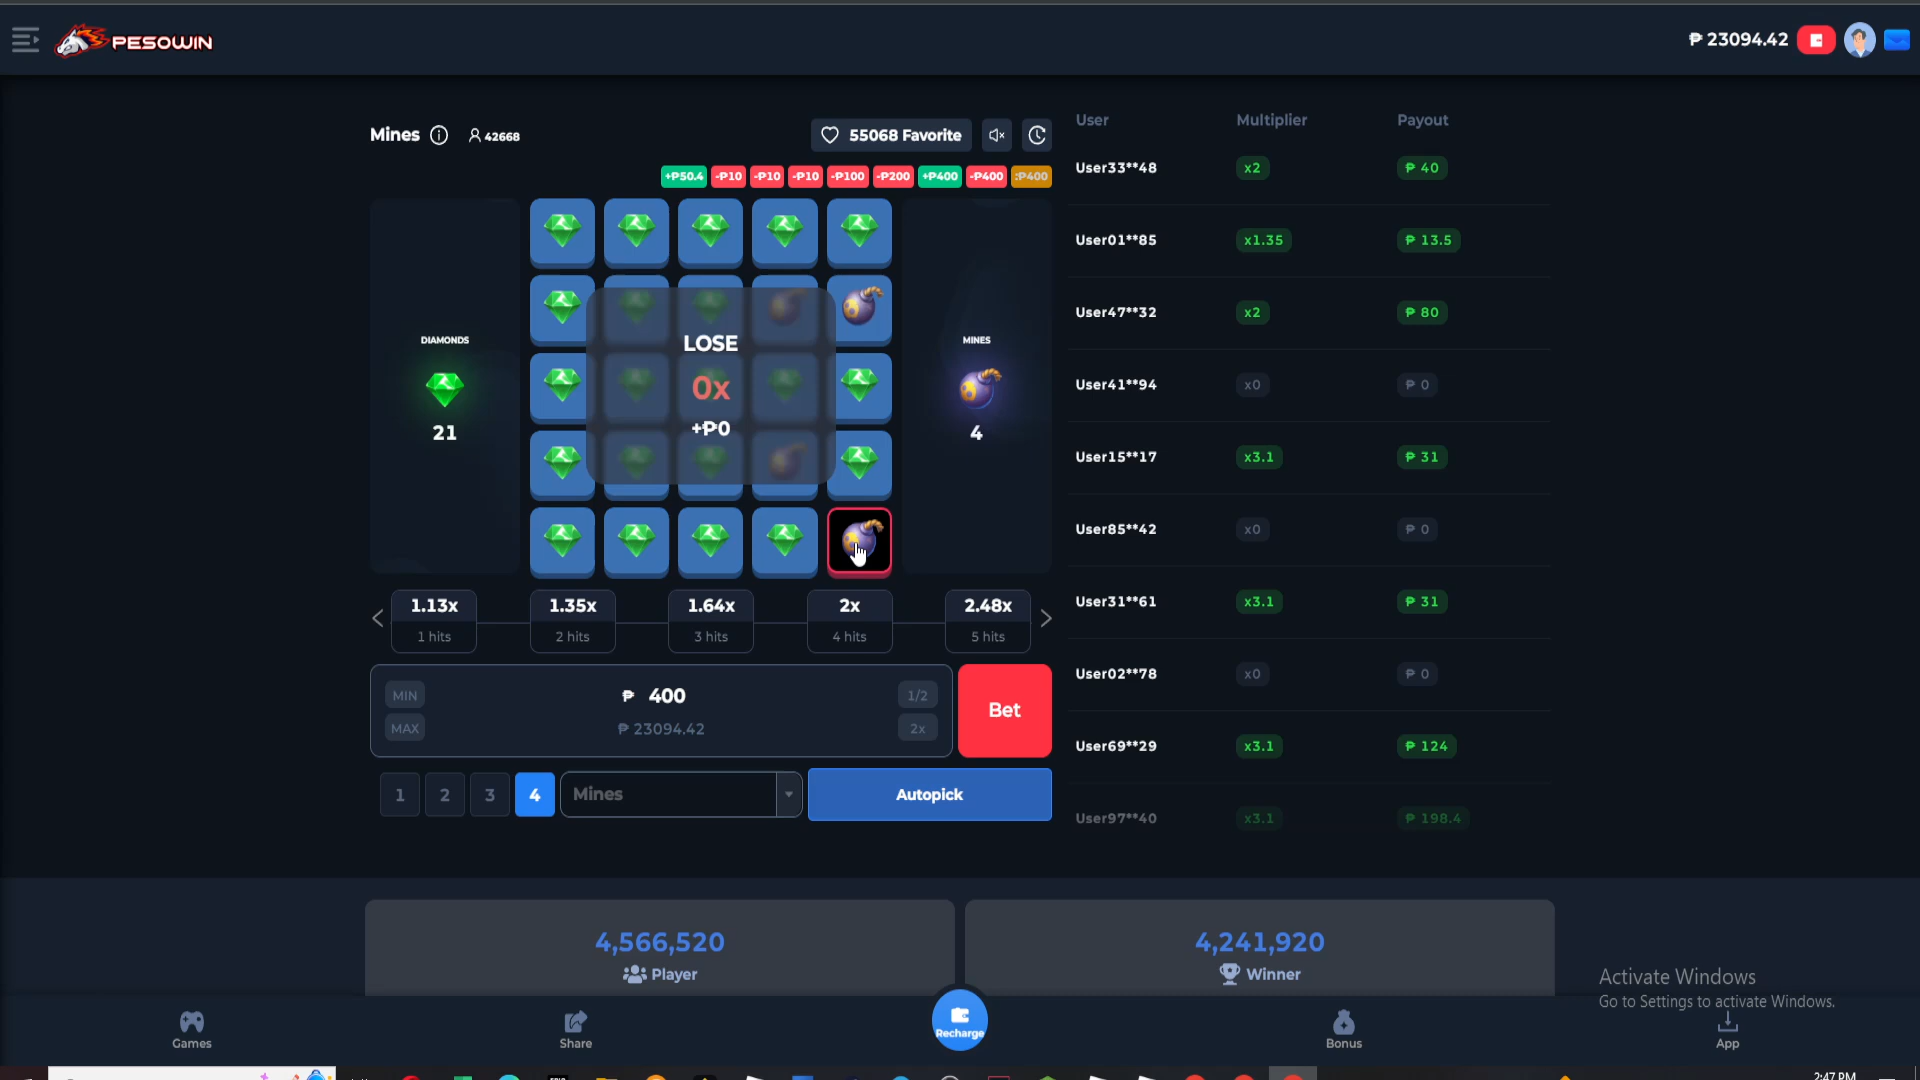 PESOWIN
₱ 23094.42
Mines
42668
55068 Favorite
+₱50.4 -₱10 -₱10 -₱10 -₱100 -₱200 +₱400 -₱400 :₱400
DIAMONDS
21
LOSE
0x
+₱0
MINES
4
1.13x
1 hits
1.35x
2 hits
1.64x
3 hits
2x
4 hits
2.48x
5 hits
MIN
₱ 400
1/2
MAX
₱ 23094.42
2x
Bet
1 2 3 4
Mines
Autopick
User Multiplier Payout
User33**48 x2 ₱ 40
User01**85 x1.35 ₱ 13.5
User47**32 x2 ₱ 80
User41**94 x0 ₱ 0
User15**17 x3.1 ₱ 31
User85**42 x0 ₱ 0
User31**61 x3.1 ₱ 31
User02**78 x0 ₱ 0
User69**29 x3.1 ₱ 124
User97**40 x3.1 ₱ 198.4
4,566,520
Player
4,241,920
Winner
Activate Windows
Go to Settings to activate Windows.
Games
Share
Recharge
Bonus
App
2:47 PM